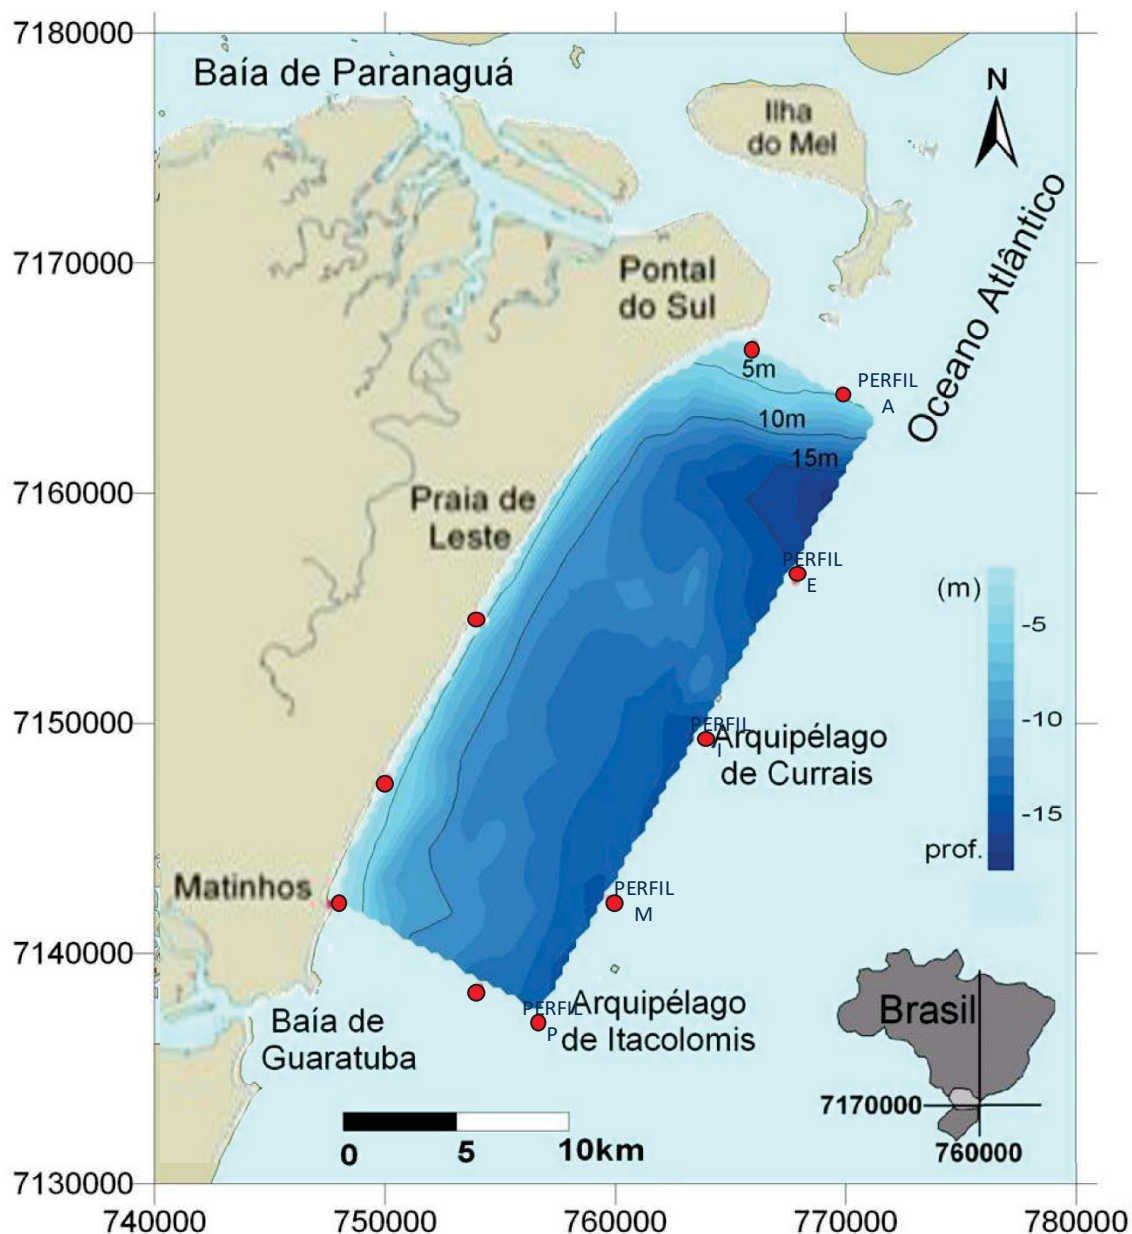 7180000
Baía de Paranaguá
N
Ilha
do Mel
Oceano Atlântico
7170000
Pontal
do Sul
5m
PERFIL
A
10m
15m
7160000
Praia de
Leste
PERFIL
E
(m)
-5
-10
-15
prof.
7150000
PERFIL
I
Arquipélago
de Currais
Matinhos
PERFIL
M
7140000
PERFIL
P
Arquipélago
de Itacolomis
Baía de
Guaratuba
Brasil
7170000
760000
0 5 10km
7130000
740000 750000 760000 770000 780000